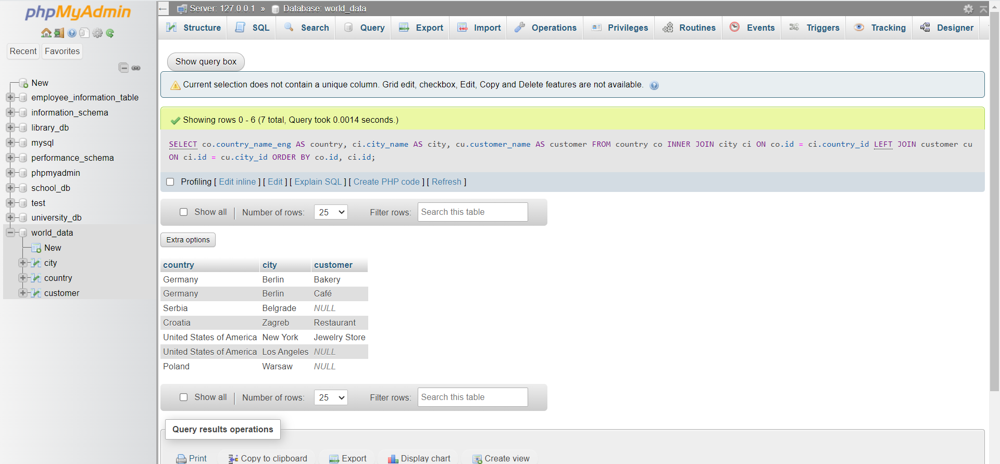 phpMyAdmin
Recent Favorites
New
employee_information_table
information_schema
library_db
mysql
performance_schema
phpmyadmin
school_db
test
university_db
world_data
New
city
country
customer
Server: 127.0.0.1 » Database: world_data
Structure SQL Search Query Export Import Operations Privileges Routines Events Triggers Tracking Designer
Show query box
Current selection does not contain a unique column. Grid edit, checkbox, Edit, Copy and Delete features are not available.
Showing rows 0 - 6 (7 total, Query took 0.0014 seconds.)
SELECT co.country_name_eng AS country, ci.city_name AS city, cu.customer_name AS customer FROM country co INNER JOIN city ci ON co.id = ci.country_id LEFT JOIN customer cu
ON ci.id = cu.city_id ORDER BY co.id, ci.id;
Profiling [ Edit inline ] [ Edit ] [ Explain SQL ] [ Create PHP code ] [ Refresh ]
Show all | Number of rows: 25 Filter rows: Search this table
Extra options
country city customer
Germany Berlin Bakery
Germany Berlin Café
Serbia Belgrade NULL
Croatia Zagreb Restaurant
United States of America New York Jewelry Store
United States of America Los Angeles NULL
Poland Warsaw NULL
Show all | Number of rows: 25 Filter rows: Search this table
Query results operations
Print Copy to clipboard Export Display chart Create view